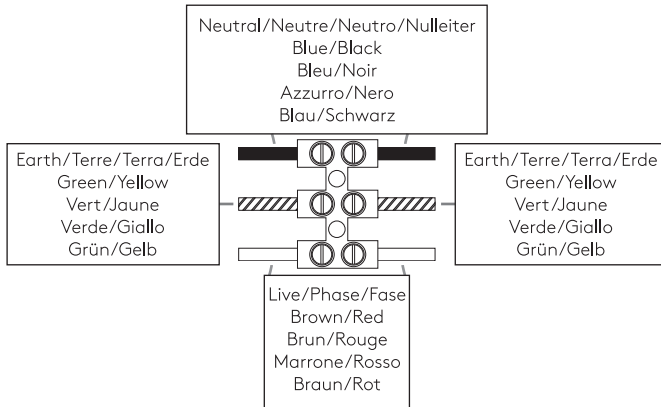 Neutral/Neutre/Neutro/Nulleiter
Blue/Black
Bleu/Noir
Azzurro/Nero
Blau/Schwarz
Earth/Terre/Terra/Erde
Green/Yellow
Vert/Jaune
Verde/Giallo
Grün/Gelb
Earth/Terre/Terra/Erde
Green/Yellow
Vert/Jaune
Verde/Giallo
Grün/Gelb
Live/Phase/Fase
Brown/Red
Brun/Rouge
Marrone/Rosso
Braun/Rot